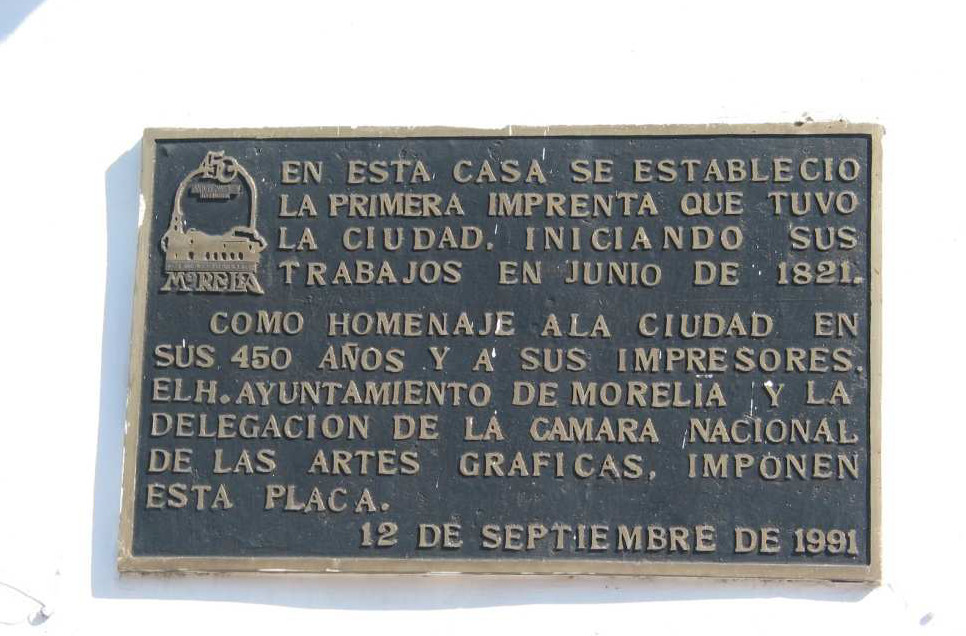 450
EN ESTA CASA SE ESTABLECIO
LA PRIMERA IMPRENTA QUE TUVO
LA CIUDAD. INICIANDO SUS
TRABAJOS EN JUNIO DE 1821.
MORELIA
COMO HOMENAJE A LA CIUDAD EN
SUS 450 AÑOS Y A SUS IMPRESORES.
EL H. AYUNTAMIENTO DE MORELIA Y LA
DELEGACION DE LA CAMARA NACIONAL
DE LAS ARTES GRAFICAS, IMPONEN
ESTA PLACA.
12 DE SEPTIEMBRE DE 1991